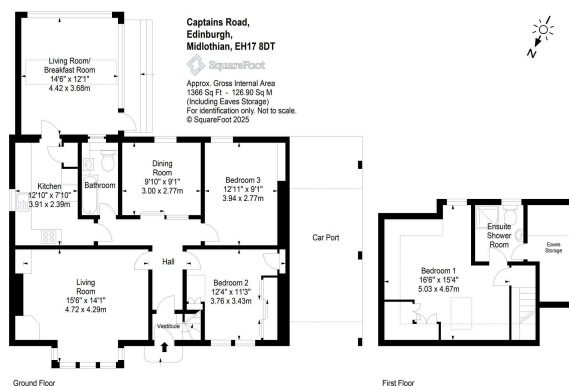 Captains Road,
Edinburgh,
Midlothian, EH17 8DT
SquareFoot
Approx. Gross Internal Area
1366 Sq Ft - 126.90 Sq M
(Including Eaves Storage)
For identification only. Not to scale.
© SquareFoot 2025
N
Living Room/
Breakfast Room
14'6" x 12'1"
4.42 x 3.68m
Kitchen
12'10" x 7'10"
3.91 x 2.39m
Bathroom
Dining
Room
9'10" x 9'1"
3.00 x 2.77m
Bedroom 3
12'11" x 9'1"
3.94 x 2.77m
Car Port
Living
Room
15'6" x 14'1"
4.72 x 4.29m
Hall
Bedroom 2
12'4" x 11'3"
3.76 x 3.43m
Vestibule
Ground Floor
Ensuite
Shower
Room
Eaves
Storage
Bedroom 1
16'6" x 15'4"
5.03 x 4.67m
First Floor